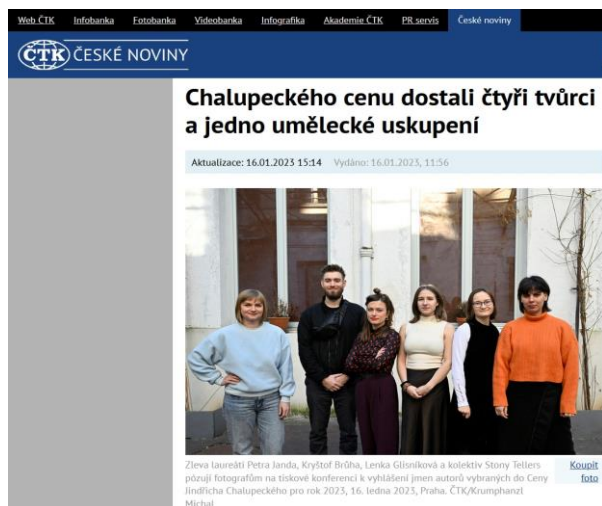 Web ČTK Infobanka Fotobanka Videobanka Infografika Akademie ČTK PR servis České noviny
ČTK ČESKÉ NOVINY
Chalupeckého cenu dostali čtyři tvůrci
a jedno umělecké uskupení
Aktualizace: 16.01.2023 15:14 Vydáno: 16.01.2023, 11:56
Zleva laureáti Petra Janda, Kryštof Brůha, Lenka Glisníková a kolektiv Stony Tellers
pózují fotografům na tiskové konferenci k vyhlášení jmen autorů vybraných do Ceny
Jindřicha Chalupeckého pro rok 2023, 16. ledna 2023, Praha. ČTK/Krumphanzl
Michal
Koupit
foto